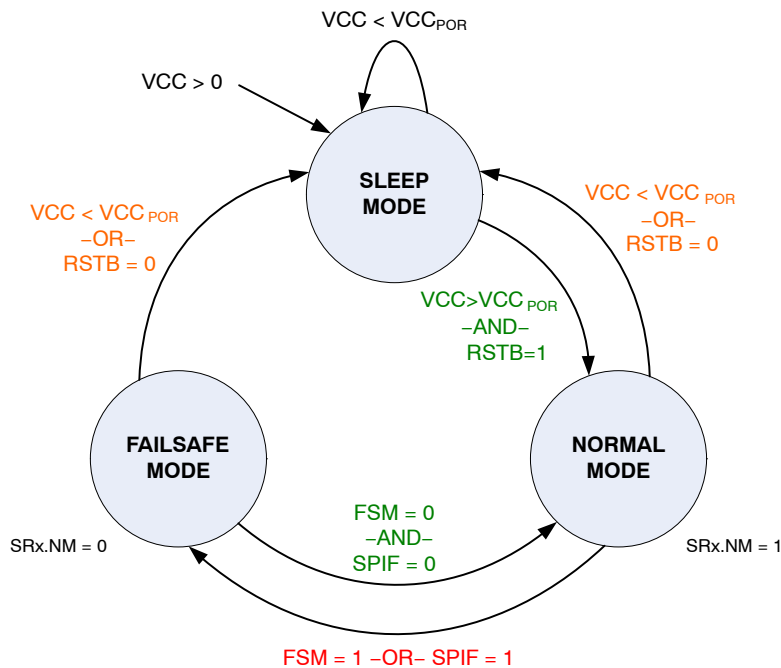 VCC < VCCPOR
VCC > 0
SLEEP
MODE
VCC < VCC POR
–OR–
RSTB = 0
VCC < VCC POR
–OR–
RSTB = 0
VCC>VCC POR
–AND–
RSTB=1
FAILSAFE
MODE
NORMAL
MODE
FSM = 0
–AND–
SPIF = 0
SRx.NM = 0
SRx.NM = 1
FSM = 1 –OR– SPIF = 1